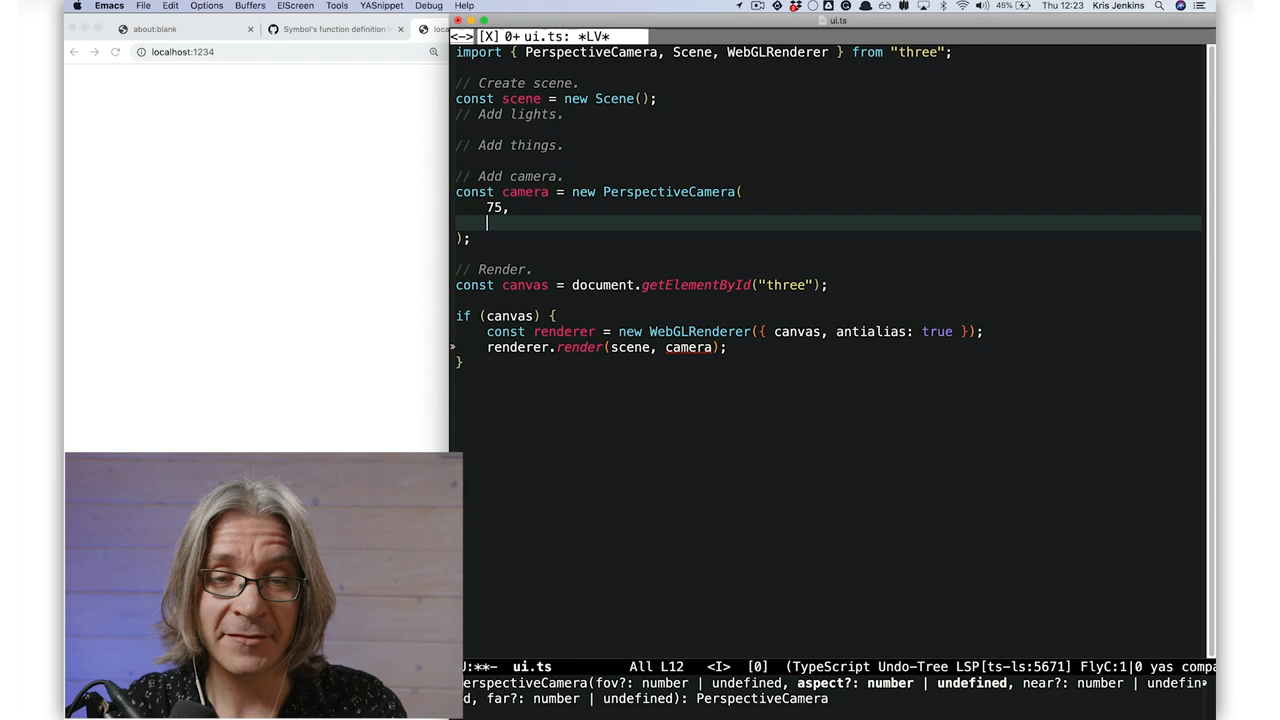 Emacs File Edit Options Buffers ElScreen Tools YASnippet Debug Help 45% Thu 12:23 Kris Jenkins
ui.ts
about:blank × Symbol's function definition × loca
<-> [X] 0+ ui.ts: *LV*
localhost:1234
import { PerspectiveCamera, Scene, WebGLRenderer } from "three";
// Create scene.
const scene = new Scene();
// Add lights.
// Add things.
// Add camera.
const camera = new PerspectiveCamera(
75,
);
// Render.
const canvas = document.getElementById("three");
if (canvas) {
const renderer = new WebGLRenderer({ canvas, antialias: true });
» renderer.render(scene, camera);
}
U:**- ui.ts All L12 <I> [0] (TypeScript Undo-Tree LSP[ts-ls:5671] FlyC:1|0 yas compa
erspectiveCamera(fov?: number | undefined, aspect?: number | undefined, near?: number | undefin
d, far?: number | undefined): PerspectiveCamera